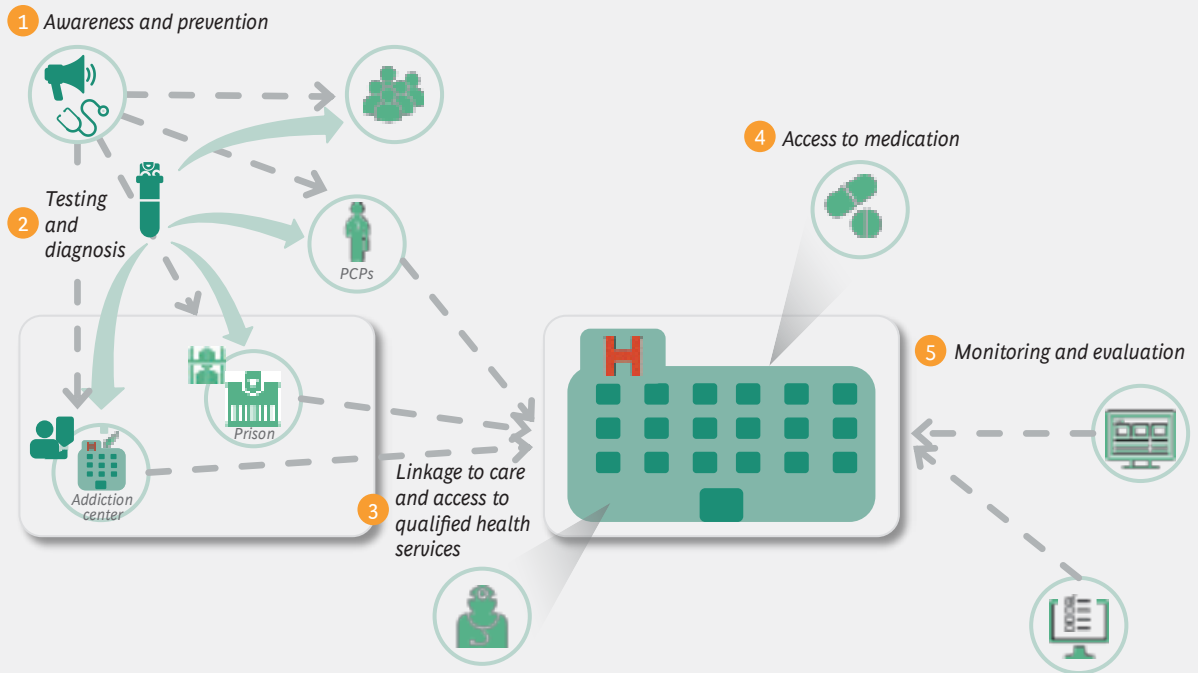 1 Awareness and prevention
2 Testing
and
diagnosis
PCPs
Prison
Addiction
center
H
3 Linkage to care
and access to
qualified health
services
4 Access to medication
H
5 Monitoring and evaluation